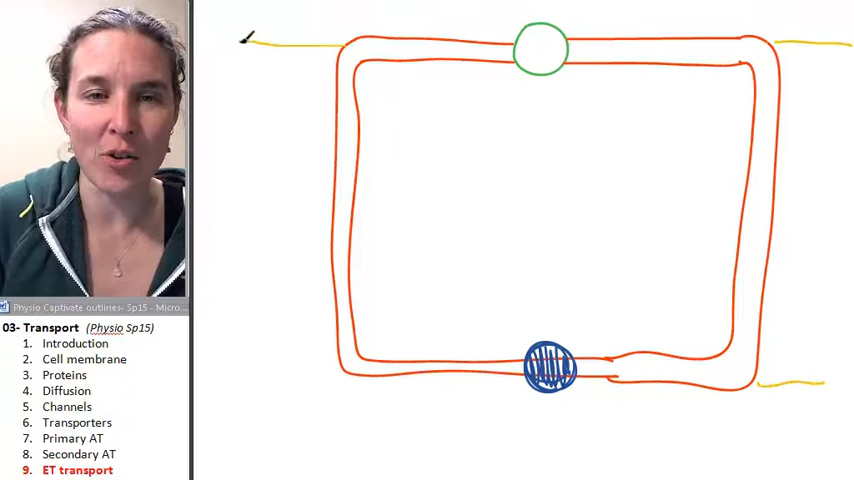 Physio Captivate outlines- Sp15 - Micro...
03- Transport (Physio Sp15)
1. Introduction
2. Cell membrane
3. Proteins
4. Diffusion
5. Channels
6. Transporters
7. Primary AT
8. Secondary AT
9. ET transport